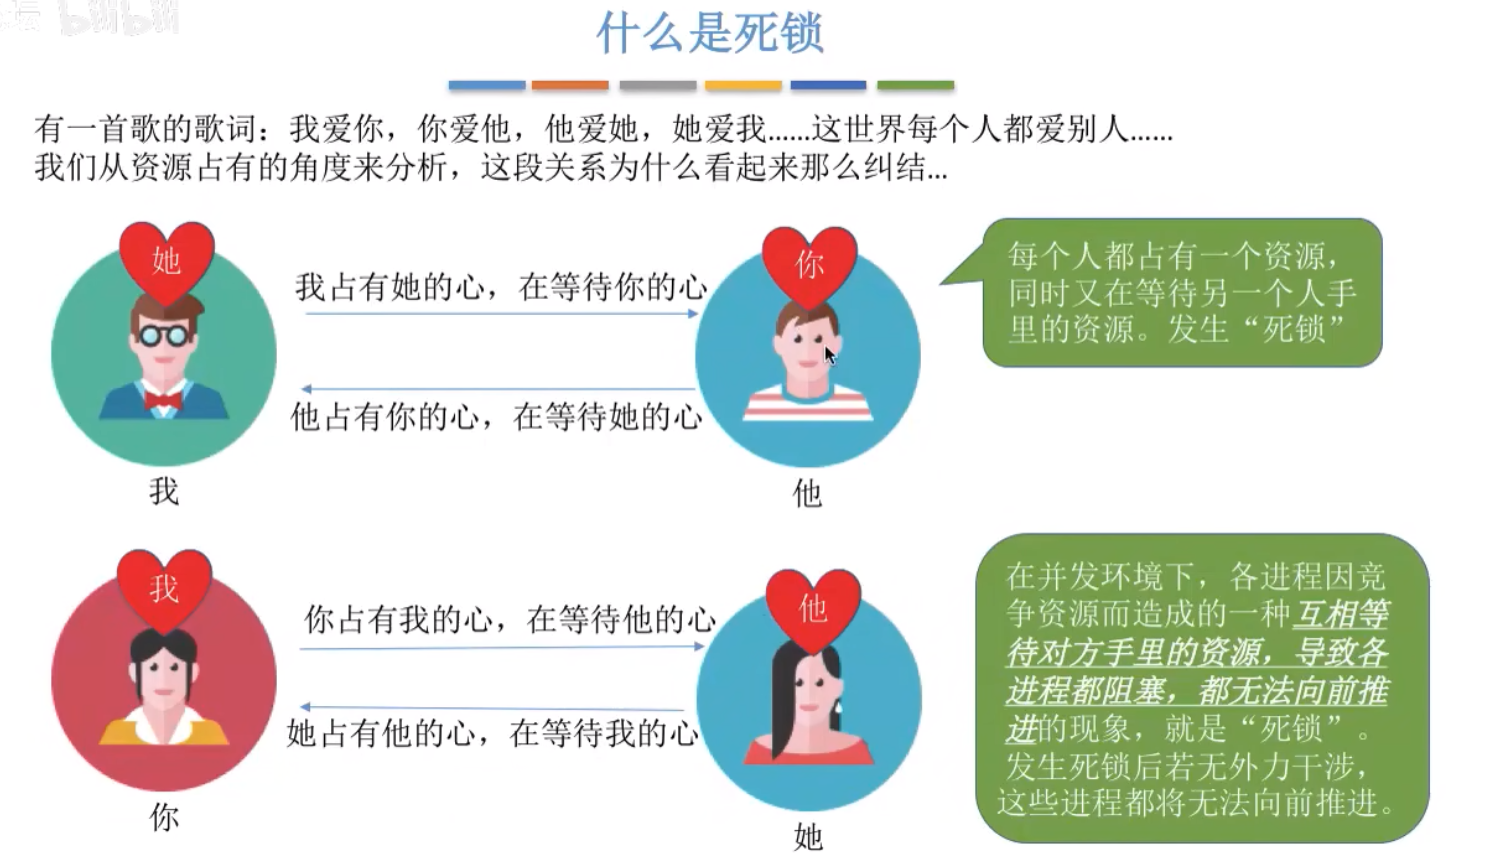 坛 bilibili
什么是死锁
有一首歌的歌词：我爱你，你爱他，他爱她，她爱我……这世界每个人都爱别人……
我们从资源占有的角度来分析，这段关系为什么看起来那么纠结…
她
我占有她的心，在等待你的心
你
他占有你的心，在等待她的心
我
他
每个人都占有一个资源，
同时又在等待另一个人手
里的资源。发生“死锁”
我
你占有我的心，在等待他的心
他
她占有他的心，在等待我的心
你
她
在并发环境下，各进程因竞
争资源而造成的一种互相等
待对方手里的资源，导致各
进程都阻塞，都无法向前推
进的现象，就是“死锁”。
发生死锁后若无外力干涉，
这些进程都将无法向前推进。